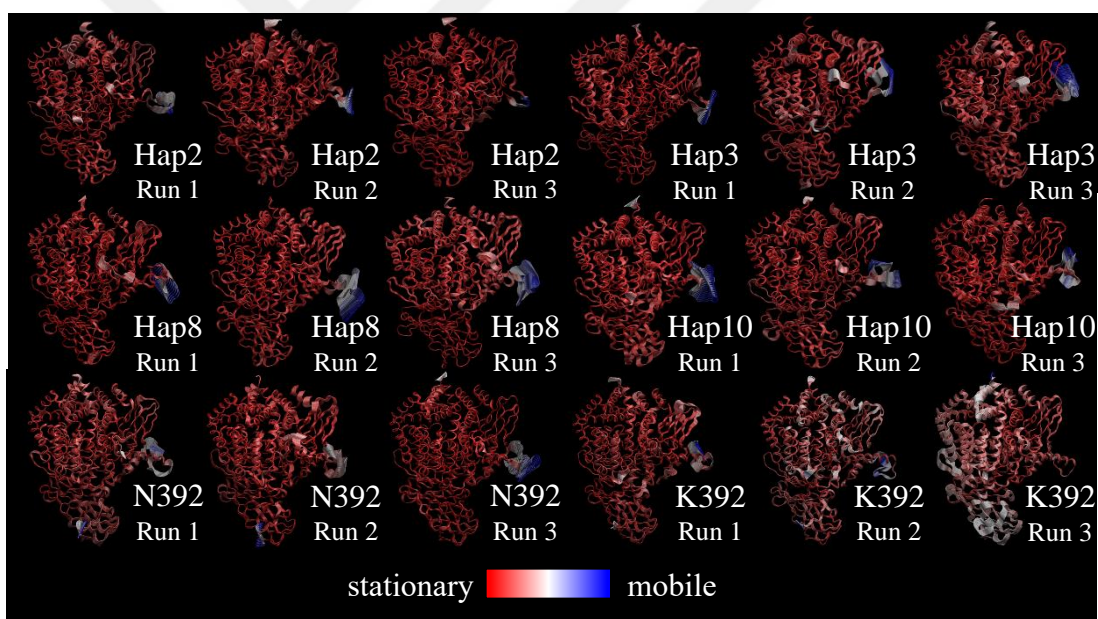 Hap2 Hap2 Hap2 Hap3 Hap3 Hap3
Run 1 Run 2 Run 3 Run 1 Run 2 Run 3
Hap8 Hap8 Hap8 Hap10 Hap10 Hap10
Run 1 Run 2 Run 3 Run 1 Run 2 Run 3
N392 N392 N392 K392 K392 K392
Run 1 Run 2 Run 3 Run 1 Run 2 Run 3
stationary mobile